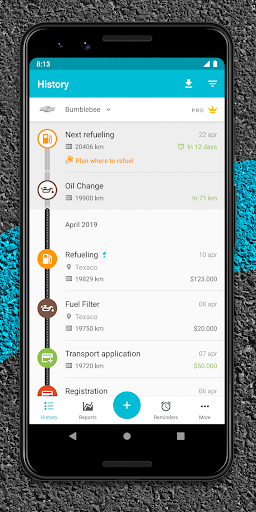 8:13
History
Bumblebee
PRO
Next refueling 22 apr
20406 km In 12 days
Plan where to refuel
Oil Change
19900 km In 71 km
April 2019
Refueling 10 apr
Texaco
19829 km $123.000
Fuel Filter 08 apr
Texaco
19750 km $20.000
Transport application 07 apr
19720 km $50.000
Registration 04 apr
History Reports + Reminders More